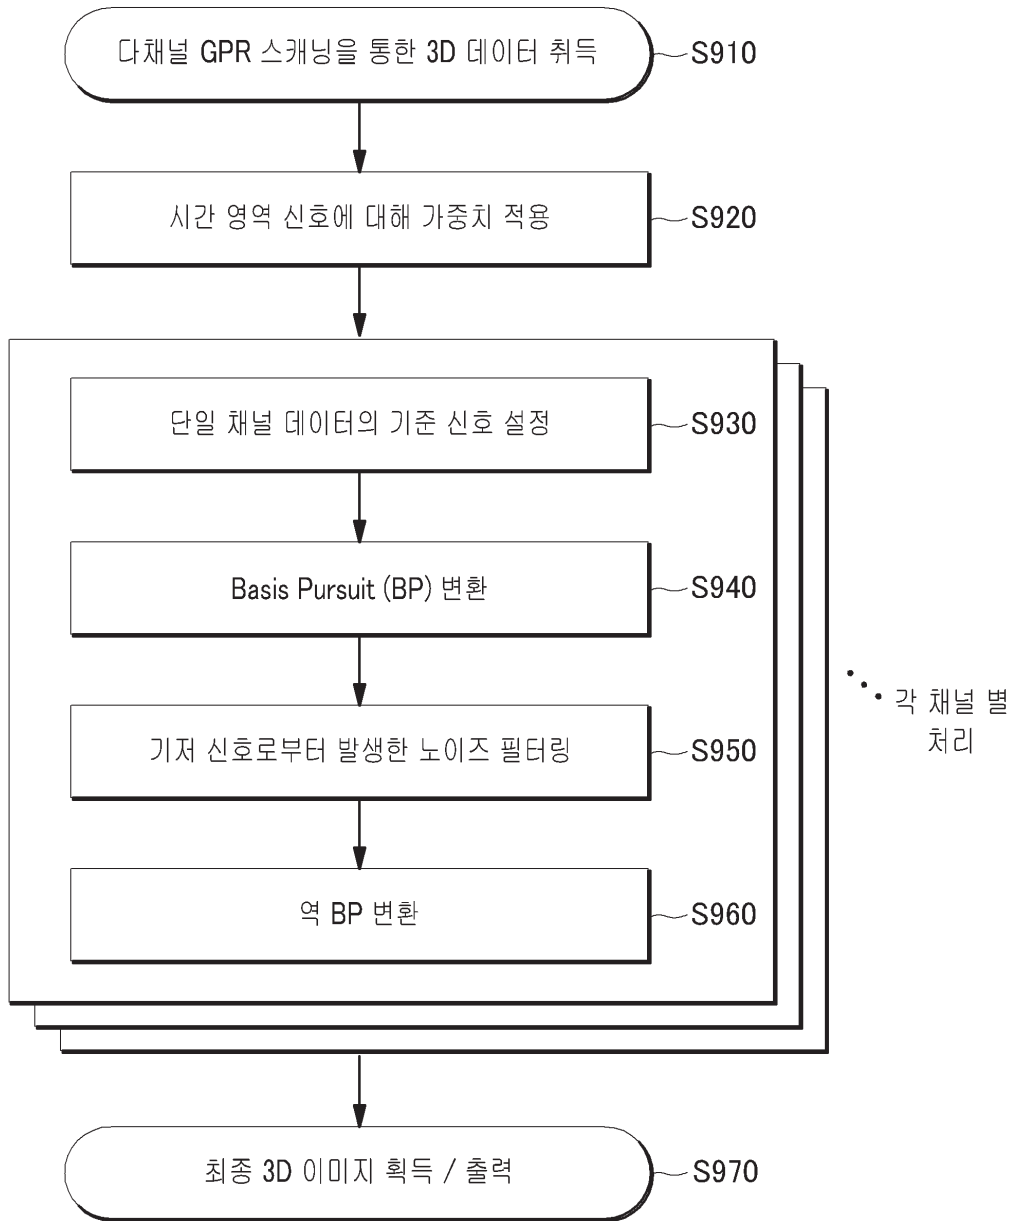 다채널 GPR 스캐닝을 통한 3D 데이터 취득
S910
시간 영역 신호에 대해 가중치 적용
S920
단일 채널 데이터의 기준 신호 설정
S930
Basis Pursuit (BP) 변환
S940
기저 신호로부터 발생한 노이즈 필터링
S950
역 BP 변환
S960
각 채널 별
처리
최종 3D 이미지 획득 / 출력
S970